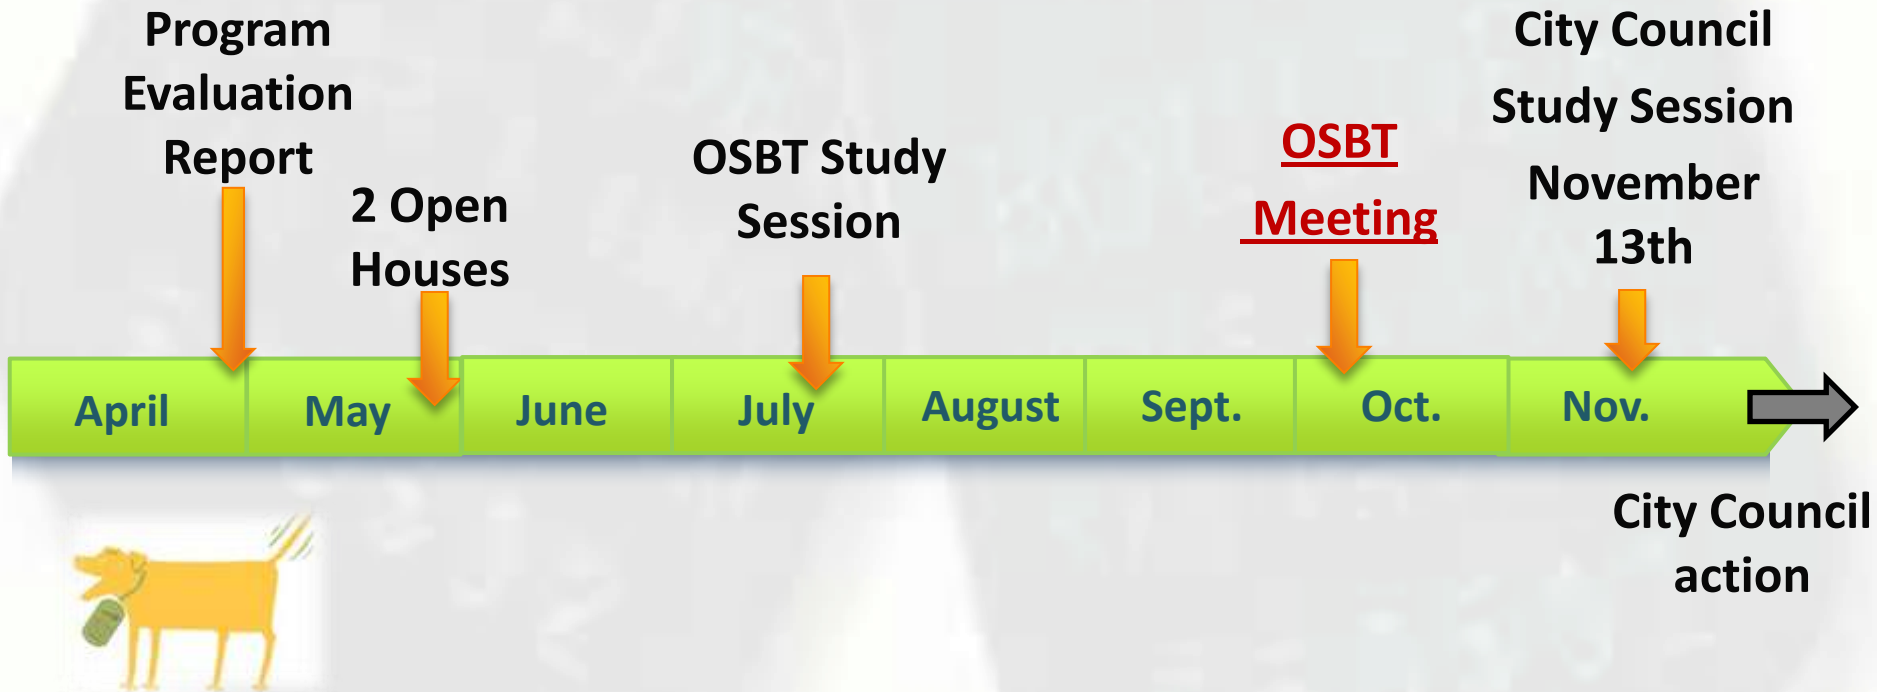 Program
Evaluation
Report
2 Open
Houses
OSBT Study
Session
OSBT
Meeting
City Council
Study Session
November
13th
April
May
June
July
August
Sept.
Oct.
Nov.
City Council
action